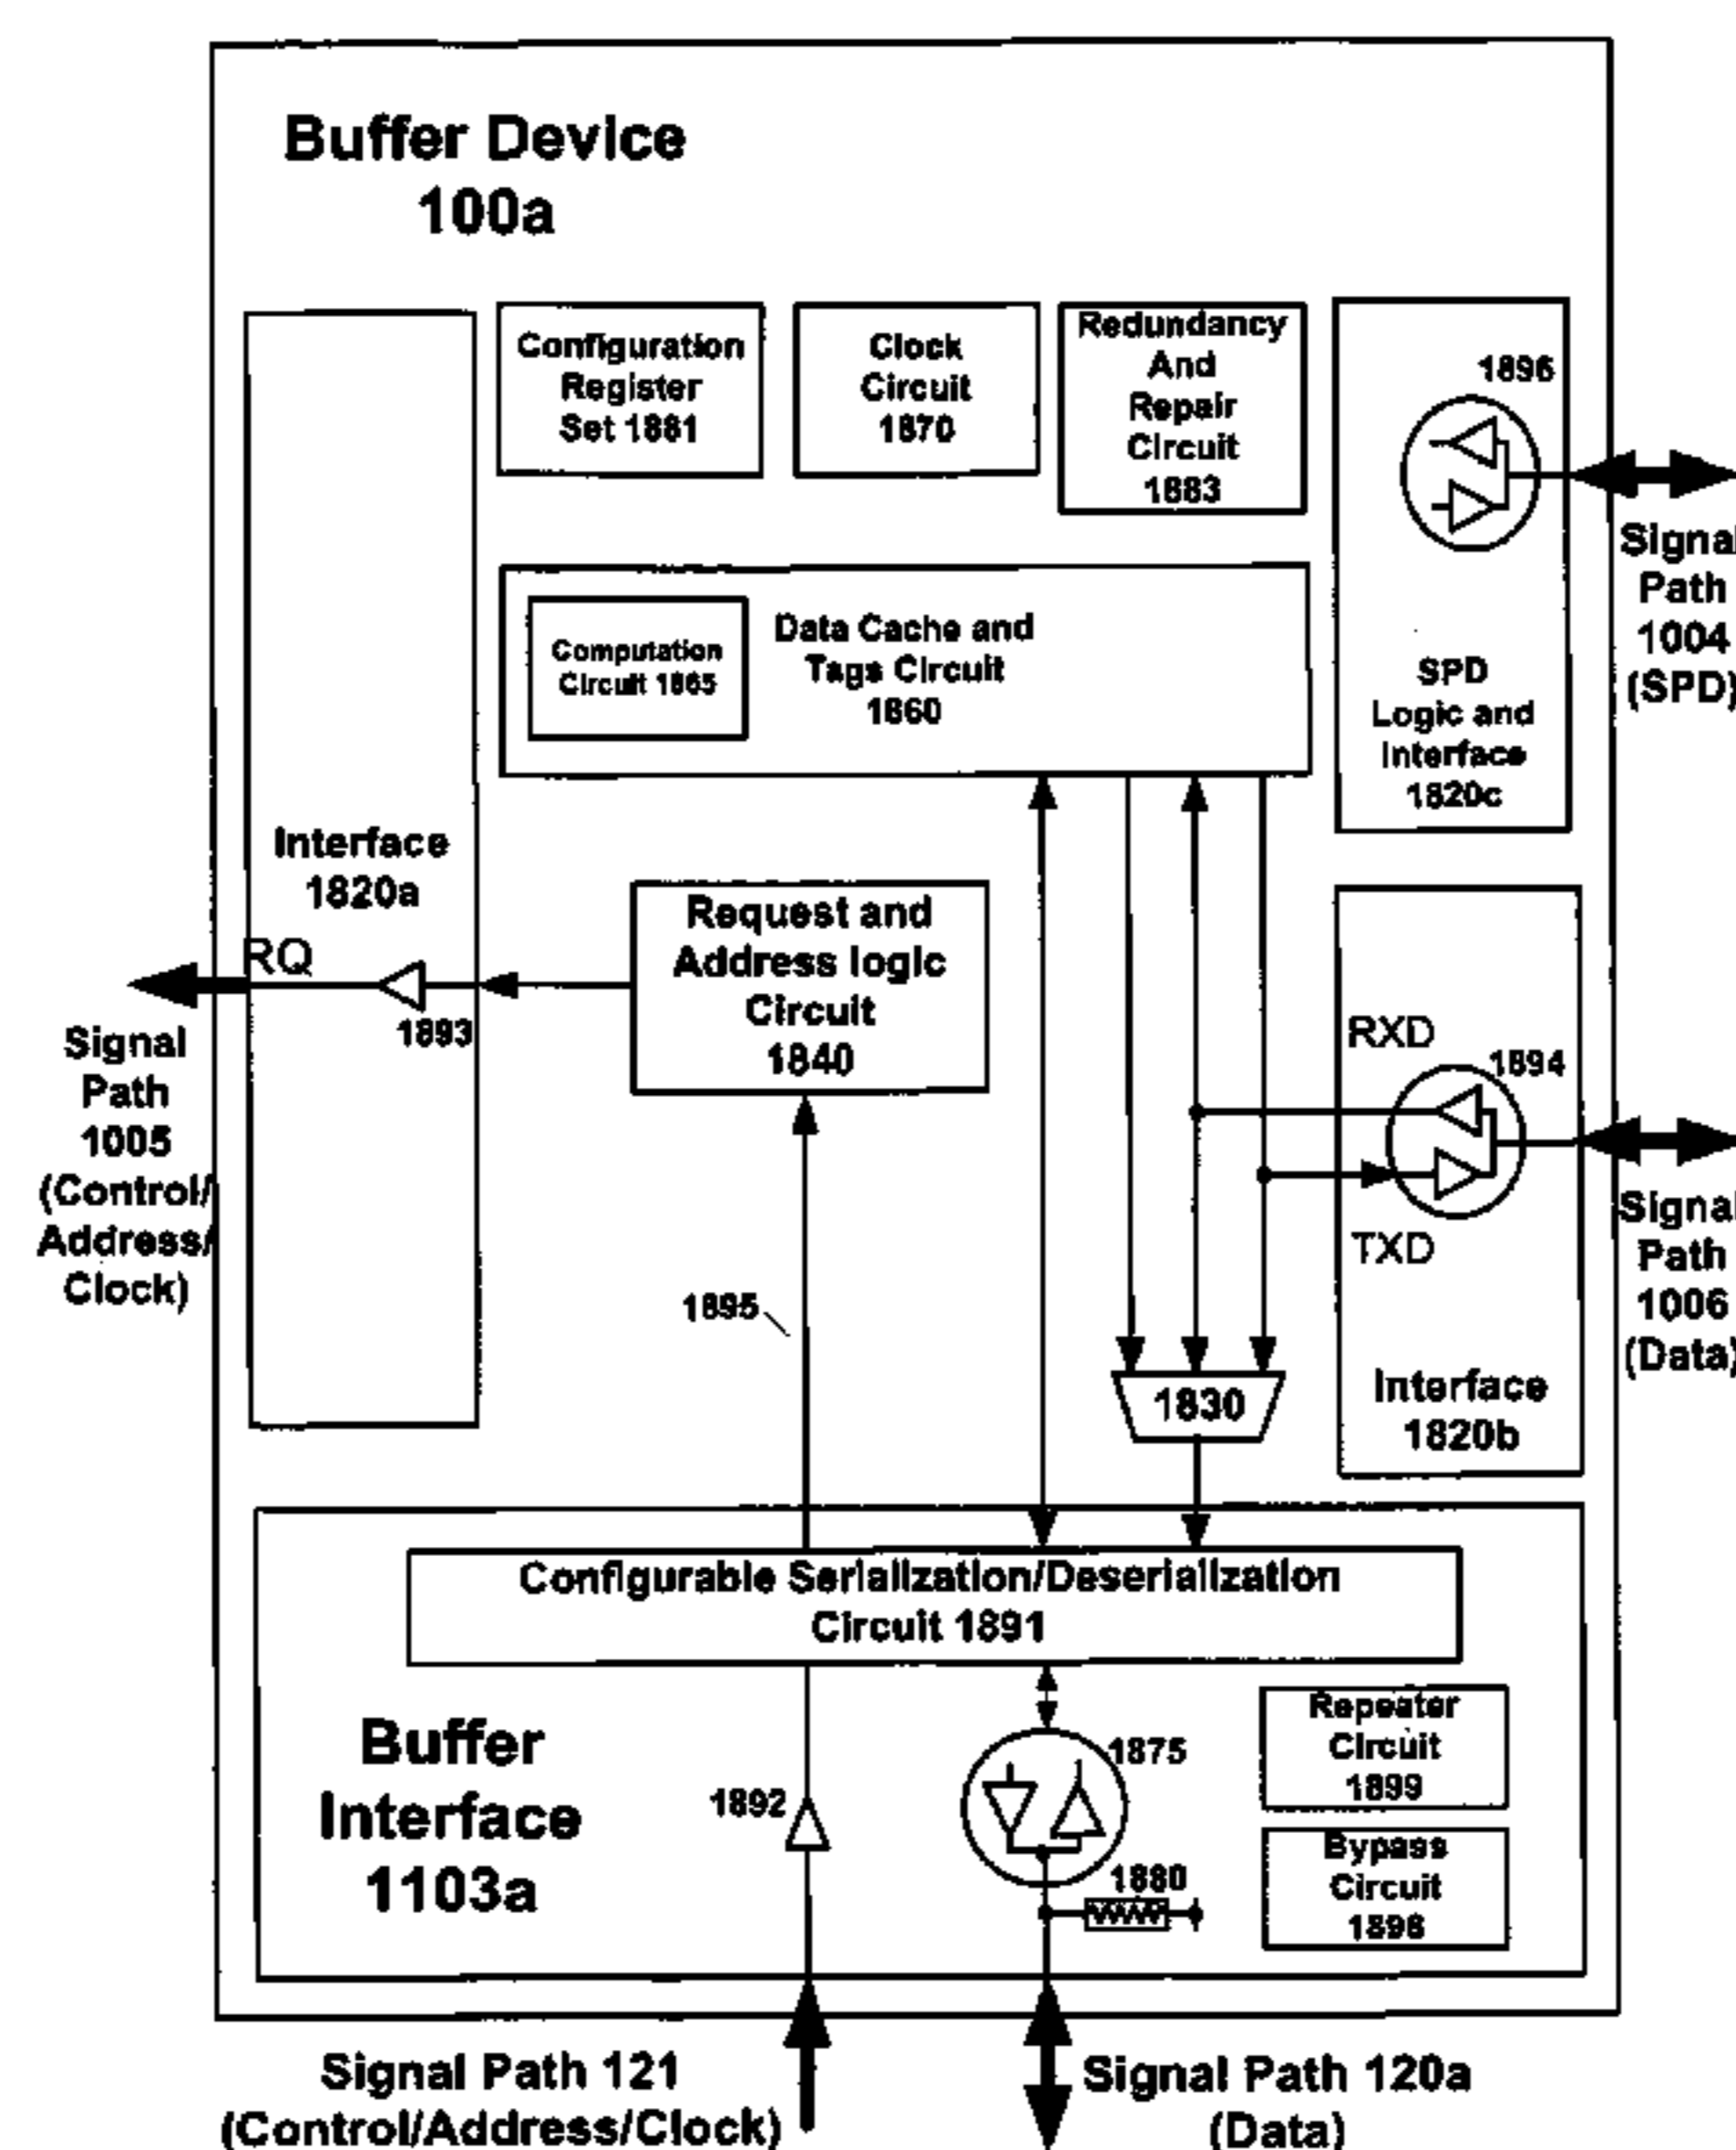 Buffer Device
100a
Configuration
Register
Set 1881
Clock
Circuit
1870
Redundancy
And
Repair
Circuit
1883
1896
Signal
Path
1004
(SPD)
SPD
Logic and
Interface
1820c
Computation
Circuit 1865
Data Cache and
Tags Circuit
1860
Interface
1820a
RQ
1893
Signal
Path
1005
(Control/
Address/
Clock)
Request and
Address logic
Circuit
1840
RXD
1894
TXD
Signal
Path
1006
(Data)
Interface
1820b
1895
1830
Configurable Serialization/Deserialization
Circuit 1891
Buffer
Interface
1103a
1892
1875
1880
Repeater
Circuit
1899
Bypass
Circuit
1898
Signal Path 121
(Control/Address/Clock)
Signal Path 120a
(Data)